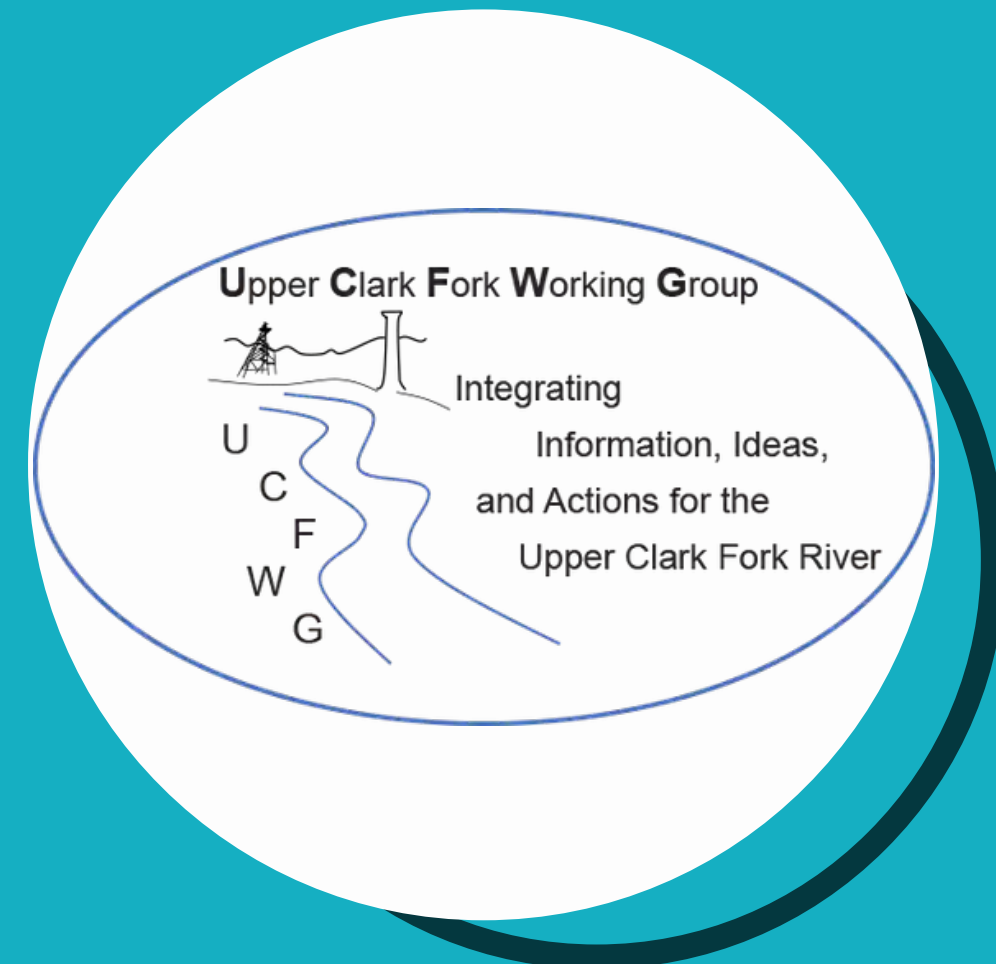 Upper Clark Fork Working Group
Integrating
Information, Ideas,
and Actions for the
Upper Clark Fork River
U
C
F
W
G